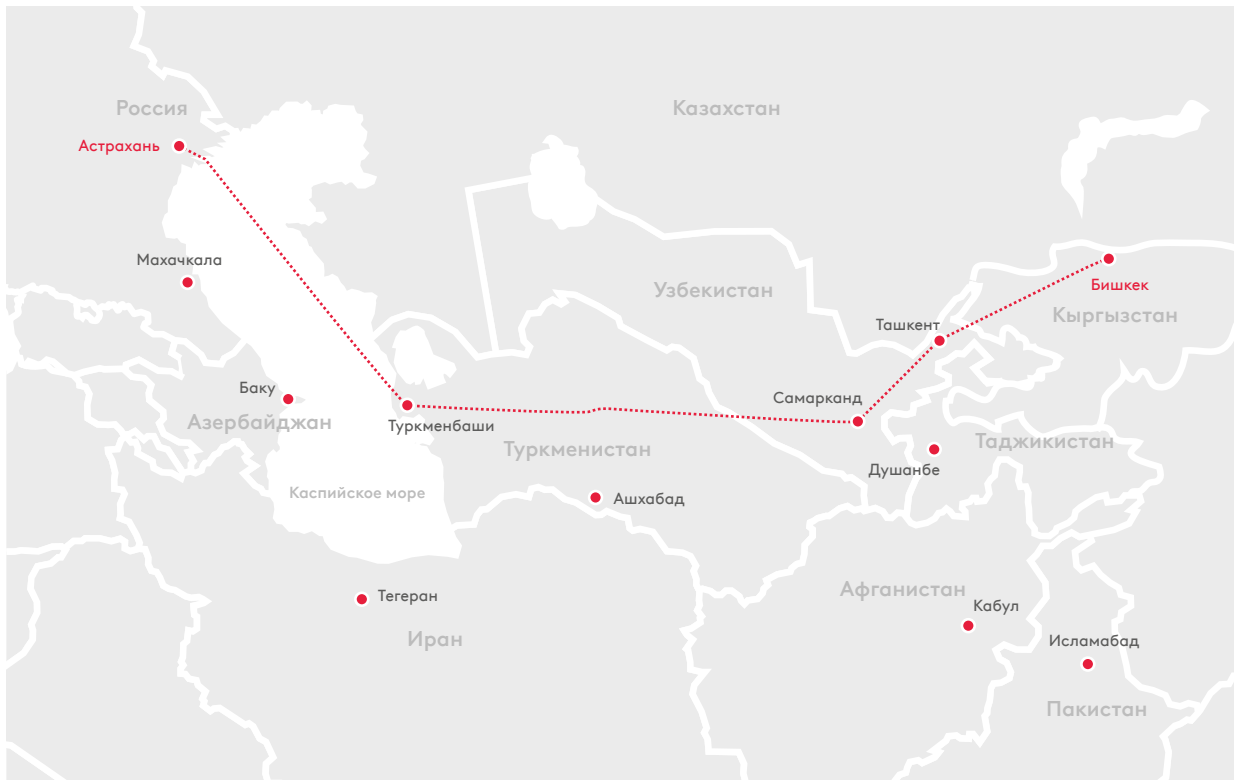 Россия
Казахстан
Астрахань
Махачкала
Бишкек
Узбекистан
Кыргызстан
Ташкент
Баку
Самарканд
Азербайджан
Туркменбаши
Туркменистан
Таджикистан
Душанбе
Каспийское море
Ашхабад
Афганистан
Тегеран
Кабул
Иран
Исламабад
Пакистан